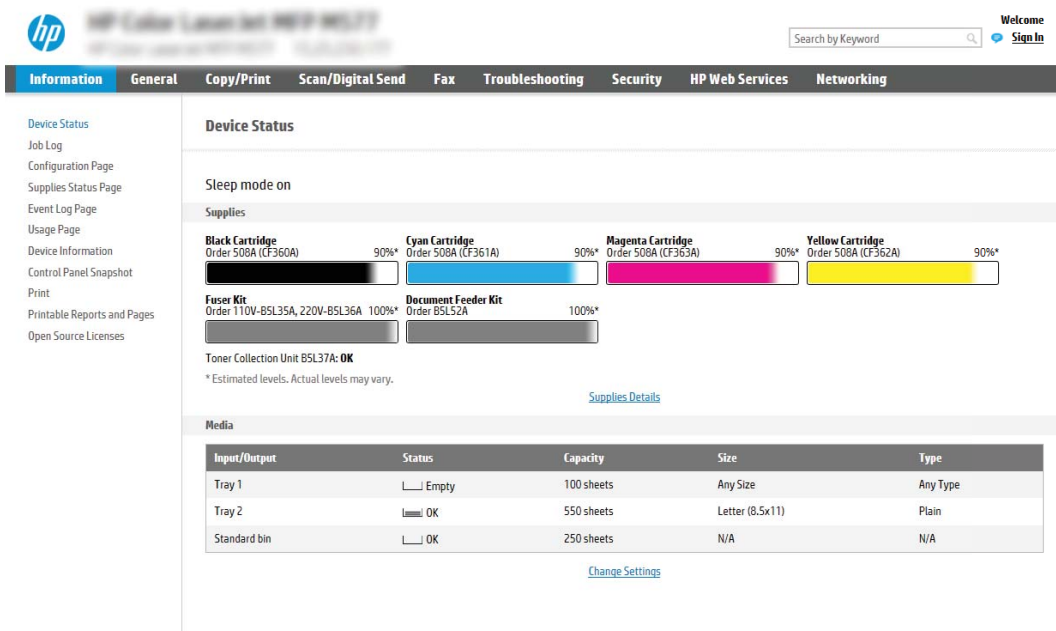 hp
Welcome
Search by Keyword
Sign In
Information General Copy/Print Scan/Digital Send Fax Troubleshooting Security HP Web Services Networking
Device Status
Job Log
Configuration Page
Supplies Status Page
Event Log Page
Usage Page
Device Information
Control Panel Snapshot
Print
Printable Reports and Pages
Open Source Licenses
Device Status
Sleep mode on
Supplies
Black Cartridge Cyan Cartridge Magenta Cartridge Yellow Cartridge
Order 508A (CF360A) 90%* Order 508A (CF361A) 90%* Order 508A (CF363A) 90%* Order 508A (CF362A) 90%*
Fuser Kit Document Feeder Kit
Order 110V-B5L35A, 220V-B5L36A 100%* Order B5L52A 100%*
Toner Collection Unit B5L37A: OK
* Estimated levels. Actual levels may vary.
Supplies Details
Media
Input/Output Status Capacity Size Type
Tray 1 Empty 100 sheets Any Size Any Type
Tray 2 OK 550 sheets Letter (8.5x11) Plain
Standard bin OK 250 sheets N/A N/A
Change Settings